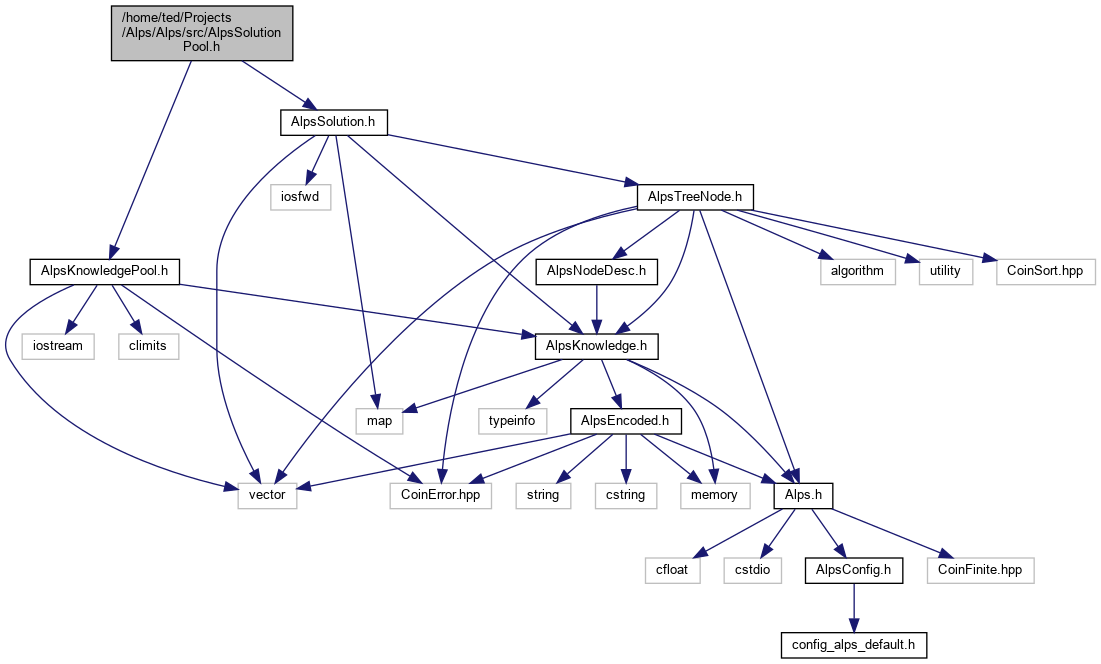 /home/ted/Projects
/Alps/Alps/src/AlpsSolution
Pool.h
AlpsSolution.h
iosfwd
AlpsTreeNode.h
AlpsKnowledgePool.h
AlpsNodeDesc.h
algorithm
utility
CoinSort.hpp
iostream
climits
AlpsKnowledge.h
map
typeinfo
AlpsEncoded.h
vector
CoinError.hpp
string
cstring
memory
Alps.h
cfloat
cstdio
AlpsConfig.h
CoinFinite.hpp
config_alps_default.h